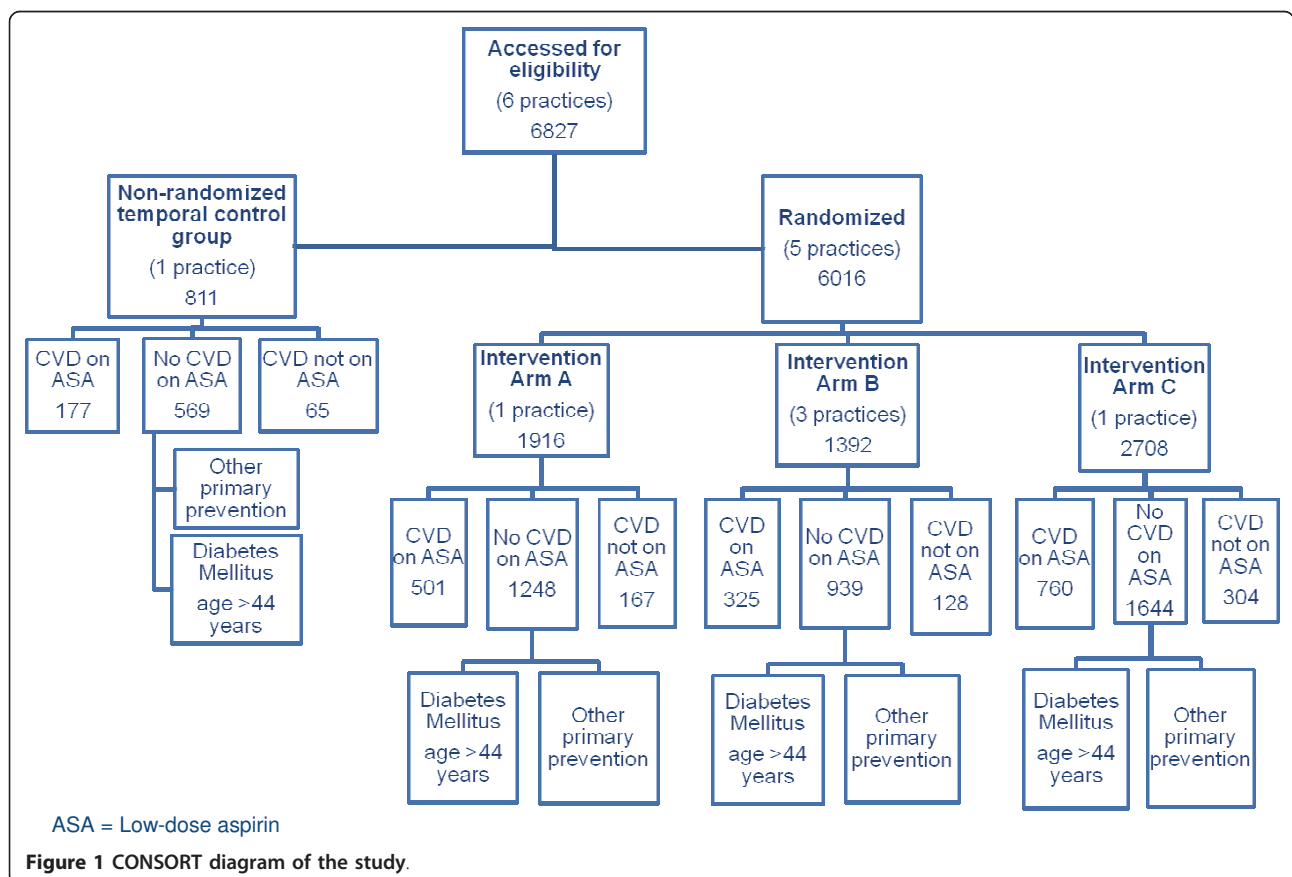 Accessed for
eligibility
(6 practices)
6827
Non-randomized
temporal control
group
(1 practice)
811
Randomized
(5 practices)
6016
CVD on
ASA
177
No CVD
on ASA
569
CVD not on
ASA
65
Other
primary
prevention
Diabetes
Mellitus
age >44
years
Intervention
Arm A
(1 practice)
1916
Intervention
Arm B
(3 practices)
1392
Intervention
Arm C
(1 practice)
2708
CVD
on ASA
501
No CVD
on ASA
1248
CVD
not on
ASA
167
CVD
on
ASA
325
No CVD
on ASA
939
CVD
not on
ASA
128
CVD
on ASA
760
No
CVD
on
ASA
1644
CVD
not on
ASA
304
Diabetes
Mellitus
age >44
years
Other
primary
prevention
Diabetes
Mellitus
age >44
years
Other
primary
prevention
Diabetes
Mellitus
age >44
years
Other
primary
prevention
ASA = Low-dose aspirin
Figure 1 CONSORT diagram of the study.